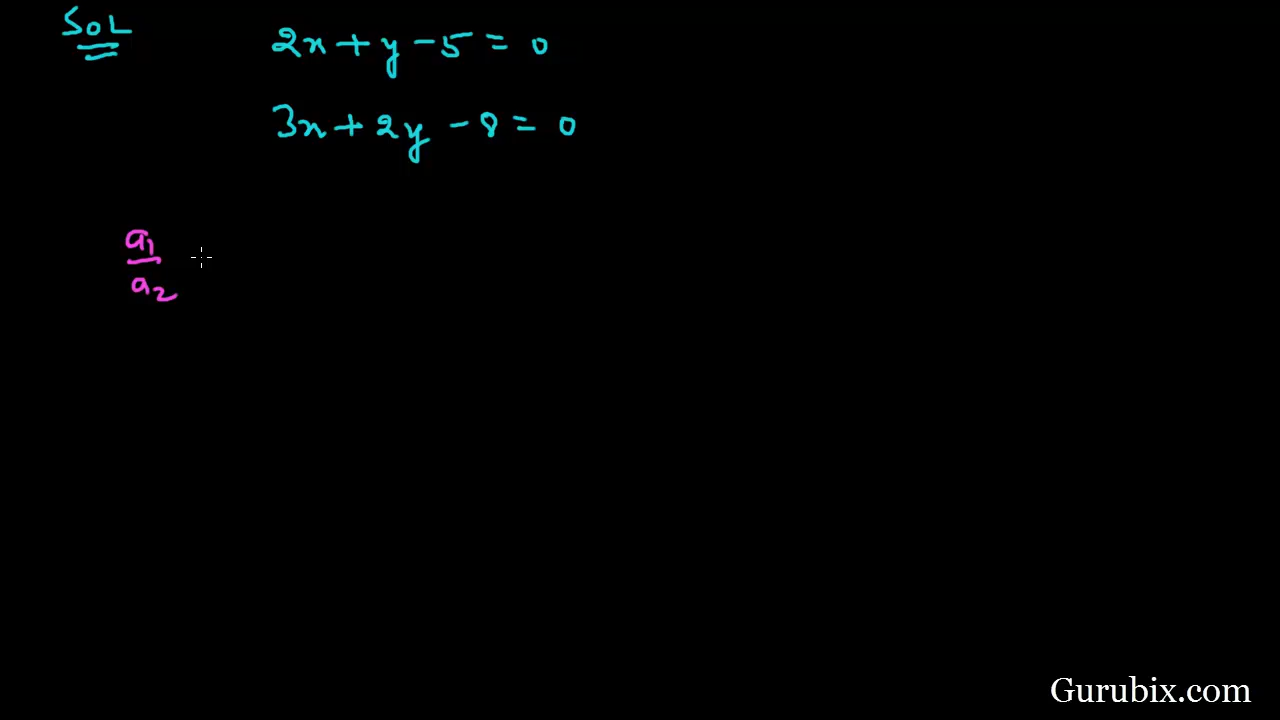 SOL
2x + y - 5 = 0
3x + 2y - 8 = 0
a1
a2
Gurubix.com